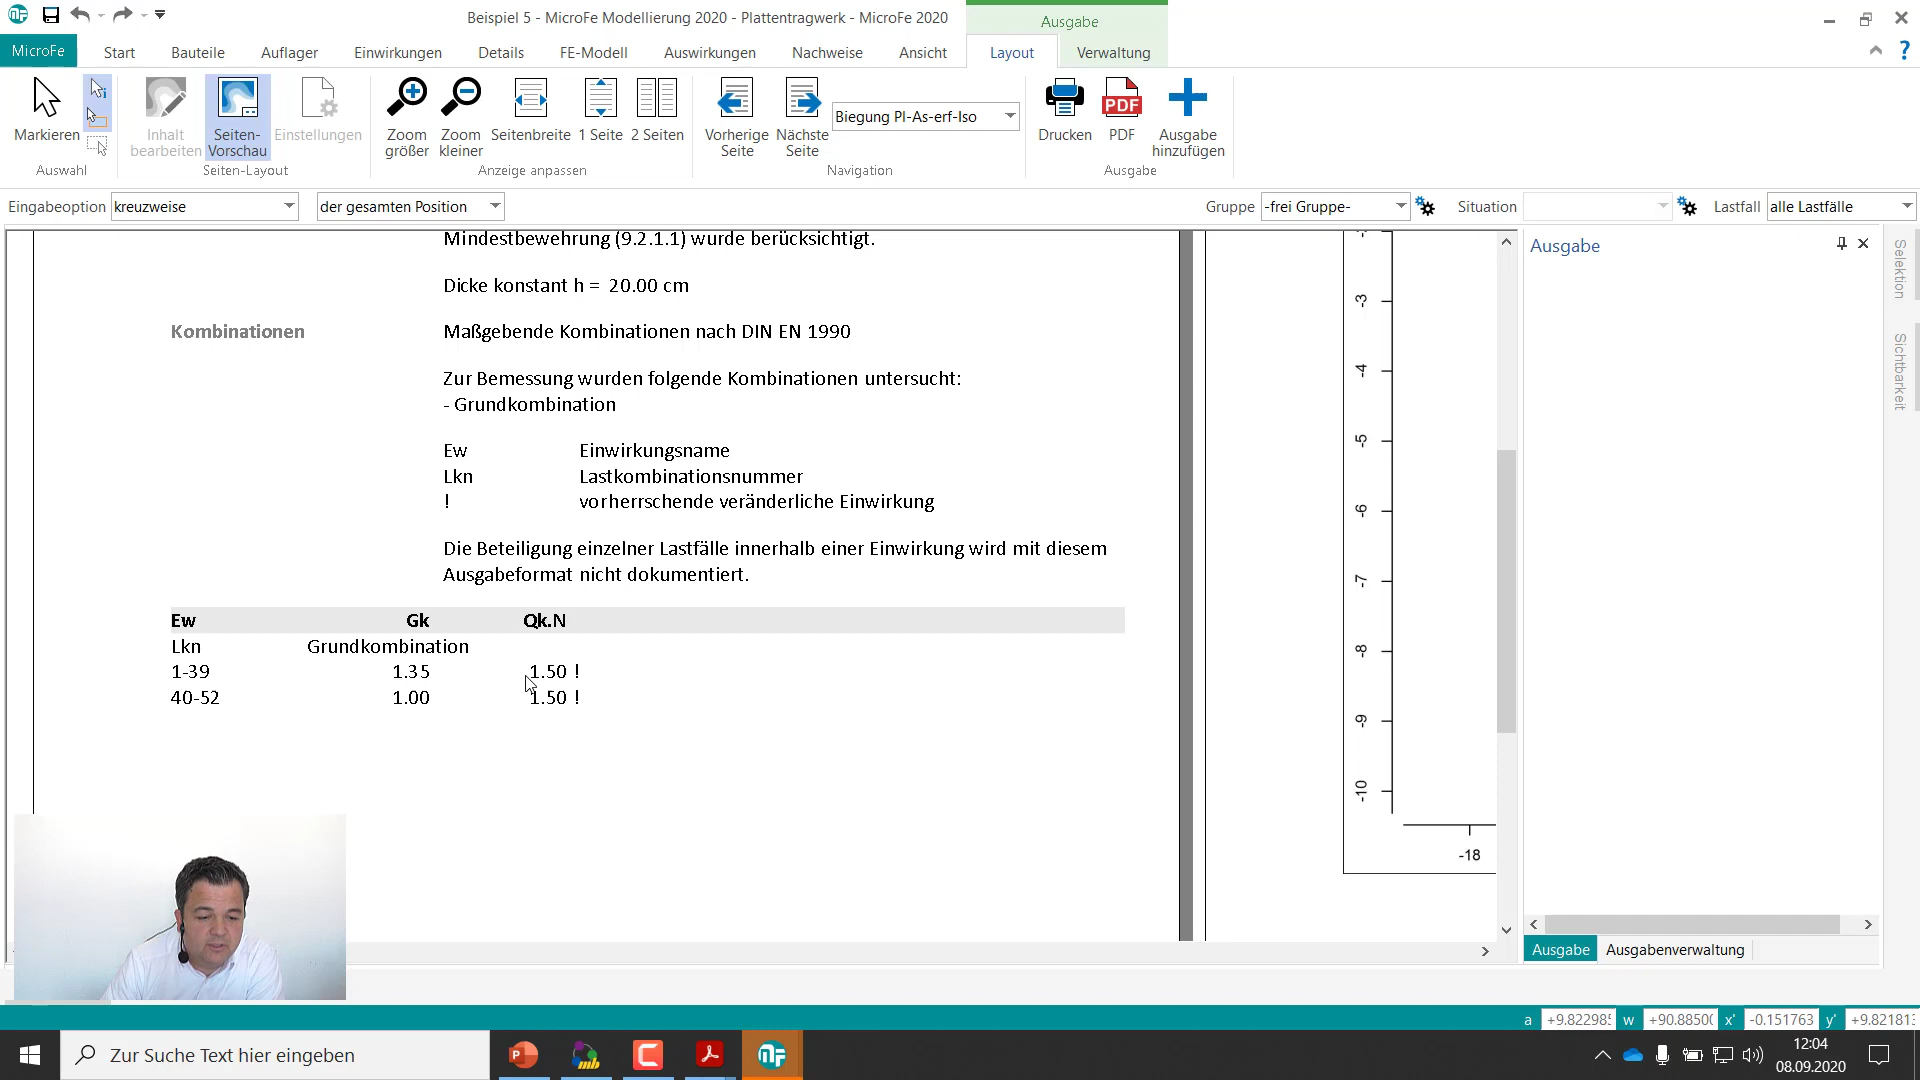 Beispiel 5 - MicroFe Modellierung 2020 - Plattentragwerk - MicroFe 2020
Ausgabe
MicroFe
Start
Bauteile
Auflager
Einwirkungen
Details
FE-Modell
Auswirkungen
Nachweise
Ansicht
Layout
Verwaltung
?
Markieren
Inhalt bearbeiten
Seiten-Vorschau
Einstellungen
Zoom größer
Zoom kleiner
Seitenbreite
1 Seite
2 Seiten
Vorherige Seite
Nächste Seite
Biegung Pl-As-erf-Iso
Drucken
PDF
PDF
Ausgabe hinzufügen
Auswahl
Seiten-Layout
Anzeige anpassen
Navigation
Ausgabe
Eingabeoption
kreuzweise
der gesamten Position
Gruppe
-frei Gruppe-
Situation
Lastfall
alle Lastfälle
Mindestbewehrung (9.2.1.1) wurde berücksichtigt.
Dicke konstant h = 20.00 cm
Kombinationen
Maßgebende Kombinationen nach DIN EN 1990
Zur Bemessung wurden folgende Kombinationen untersucht:
- Grundkombination
Ew Einwirkungsname
Lkn Lastkombinationsnummer
! vorherrschende veränderliche Einwirkung
Die Beteiligung einzelner Lastfälle innerhalb einer Einwirkung wird mit diesem
Ausgabeformat nicht dokumentiert.
Ew Gk Qk.N
Lkn Grundkombination
1-39 1.35 1.50 !
40-52 1.00 1.50 !
-3
-4
-5
-6
-7
-8
-9
-10
-18
Ausgabe
Selektion
Sichtbarkeit
Ausgabe
Ausgabenverwaltung
a
w +90.8850
x' -0.151763
y'
Zur Suche Text hier eingeben
12:04
08.09.2020